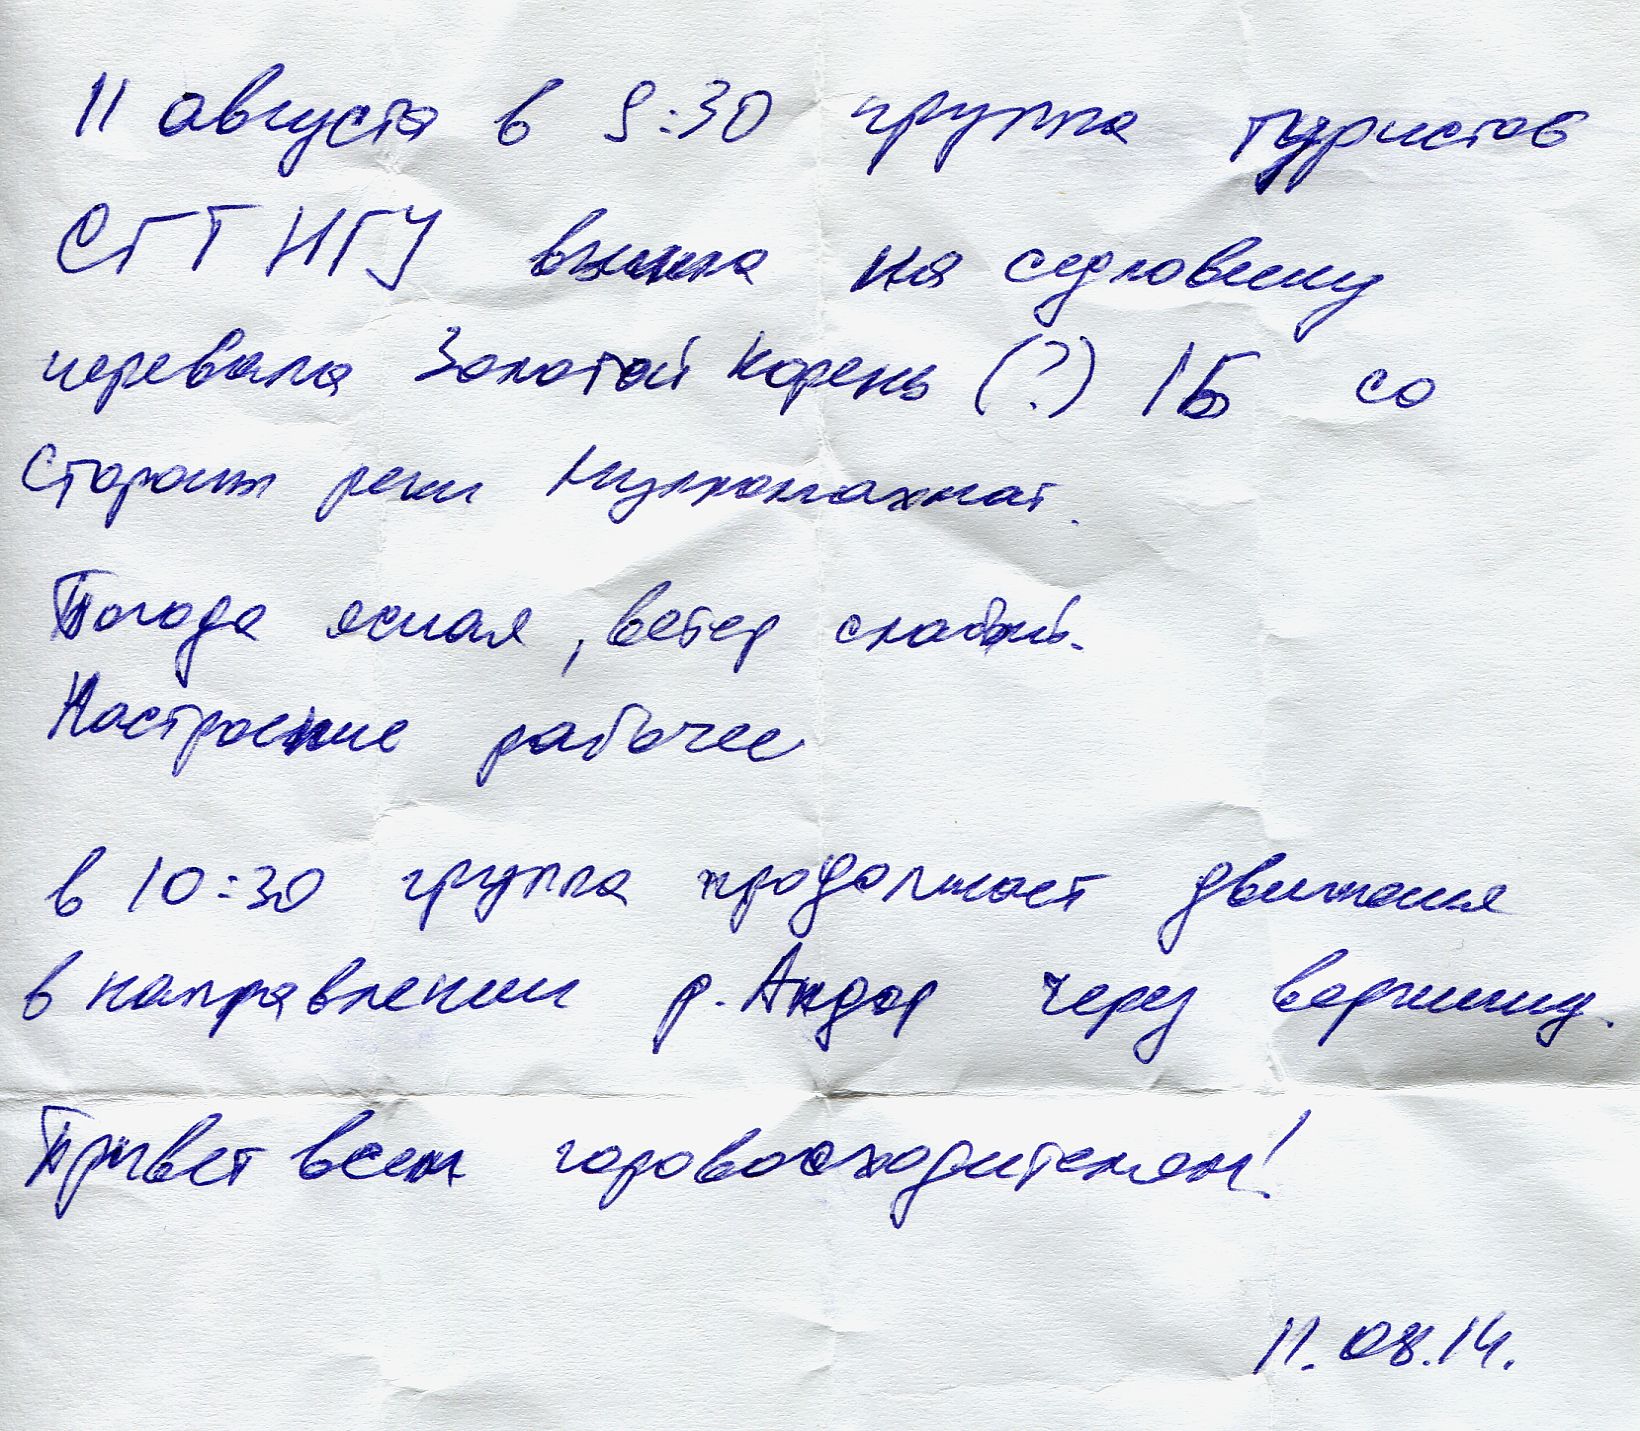 11 августа в 9:30 группа туристов
СГТ НГУ вышла на седловину
перевала Золотой Корень (?) 1Б со
Стороны реки
Погода ясная, ветер слабый.
Настроение рабочее
в 10:30 группа продолжает движение
в направлении р. Андор через вершину.
Привет всем горовосходителям!
11.08.14.